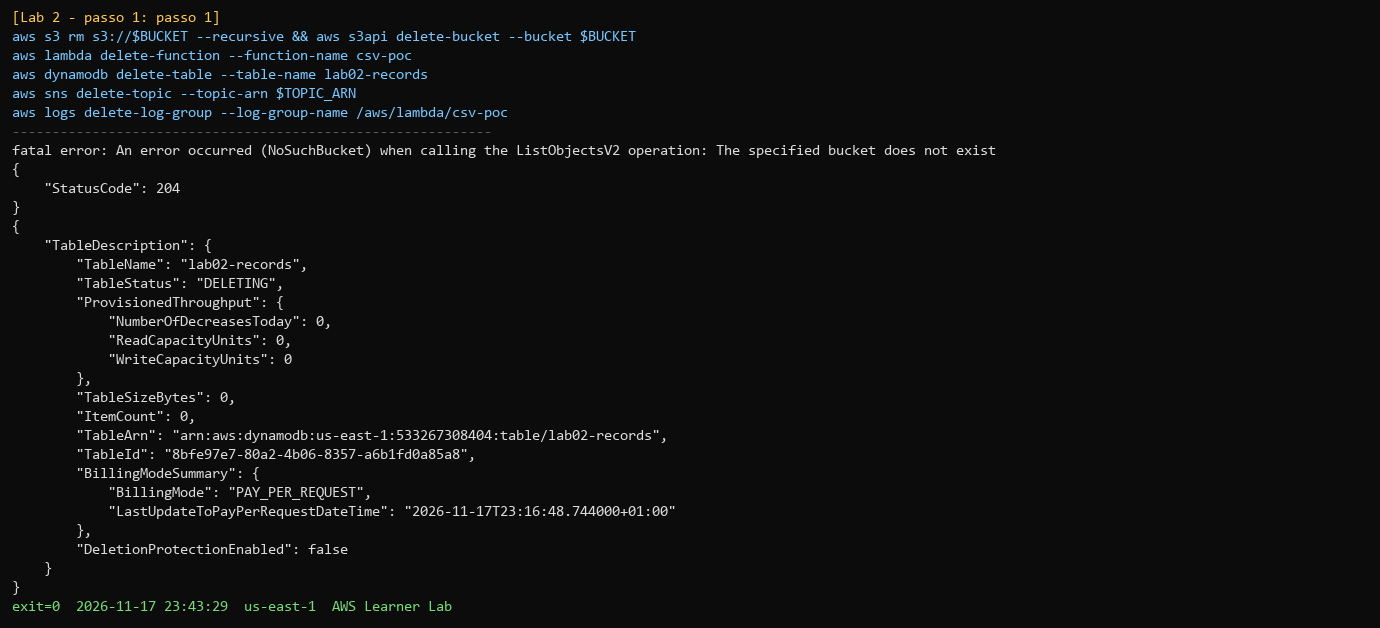 [Lab 2 - passo 1: passo 1]
aws s3 rm s3://$BUCKET --recursive && aws s3api delete-bucket --bucket $BUCKET
aws lambda delete-function --function-name csv-poc
aws dynamodb delete-table --table-name lab02-records
aws sns delete-topic --topic-arn $TOPIC_ARN
aws logs delete-log-group --log-group-name /aws/lambda/csv-poc
------------------------------------------------------------
fatal error: An error occurred (NoSuchBucket) when calling the ListObjectsV2 operation: The specified bucket does not exist
{
    "StatusCode": 204
}
{
    "TableDescription": {
        "TableName": "lab02-records",
        "TableStatus": "DELETING",
        "ProvisionedThroughput": {
            "NumberOfDecreasesToday": 0,
            "ReadCapacityUnits": 0,
            "WriteCapacityUnits": 0
        },
        "TableSizeBytes": 0,
        "ItemCount": 0,
        "TableArn": "arn:aws:dynamodb:us-east-1:533267308404:table/lab02-records",
        "TableId": "8bfe97e7-80a2-4b06-8357-a6b1fd0a85a8",
        "BillingModeSummary": {
            "BillingMode": "PAY_PER_REQUEST",
            "LastUpdateToPayPerRequestDateTime": "2026-11-17T23:16:48.744000+01:00"
        },
        "DeletionProtectionEnabled": false
    }
}
exit=0  2026-11-17 23:43:29  us-east-1  AWS Learner Lab